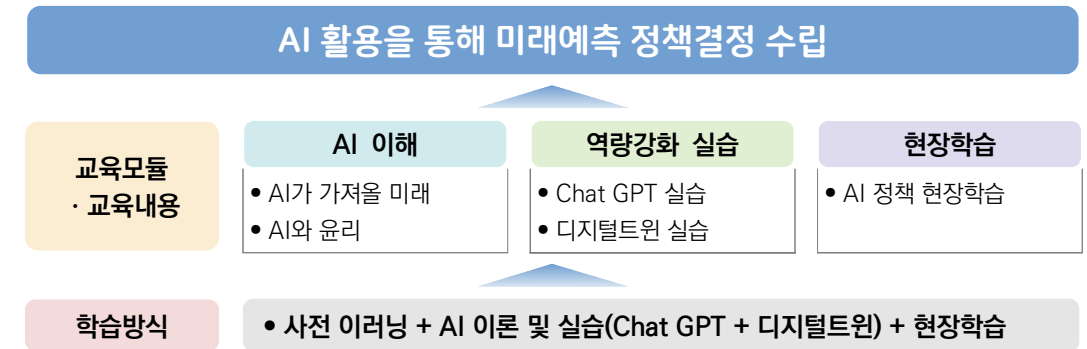 AI 활용을 통해 미래예측 정책결정 수립
교육모듈
· 교육내용
AI 이해
• AI가 가져올 미래
• AI와 윤리
역량강화 실습
• Chat GPT 실습
• 디지털트윈 실습
현장학습
• AI 정책 현장학습
학습방식
• 사전 이러닝 + AI 이론 및 실습(Chat GPT + 디지털트윈) + 현장학습